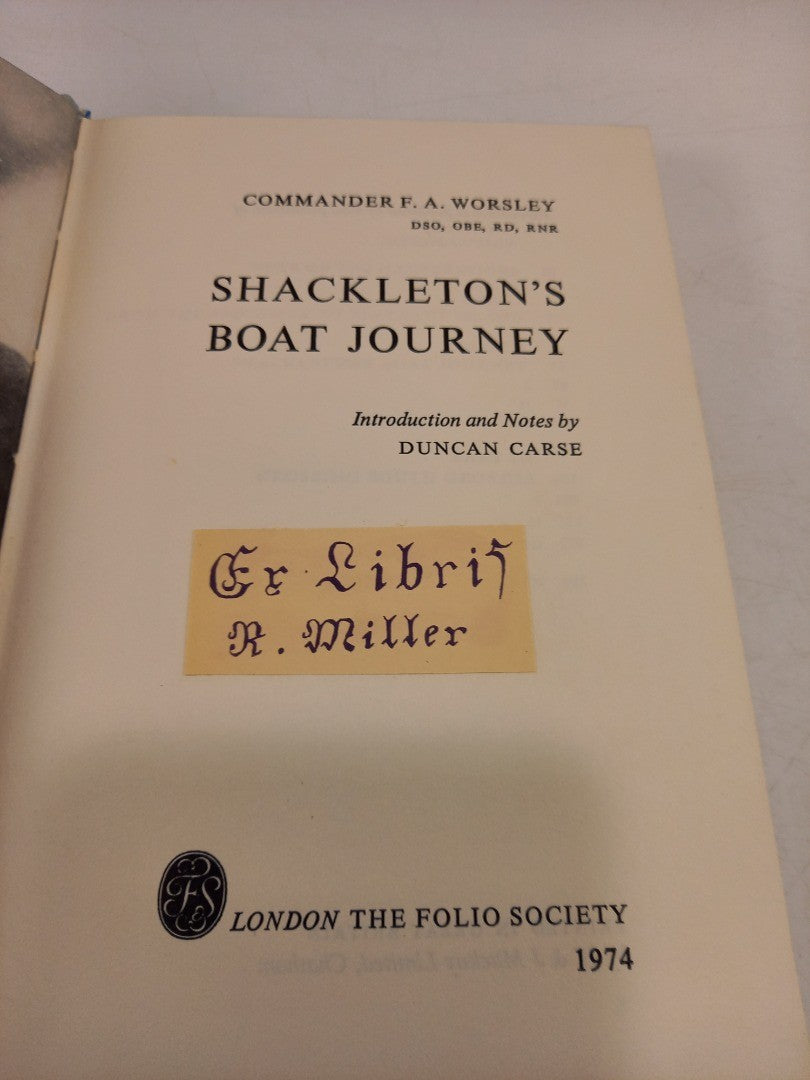 COMMANDER F. A. WORSLEY
DSO, OBE, RD, RNR
SHACKLETON'S
BOAT JOURNEY
Introduction and Notes by
DUNCAN CARSE
Ex Libris
R. Miller
FS
LONDON THE FOLIO SOCIETY
1974